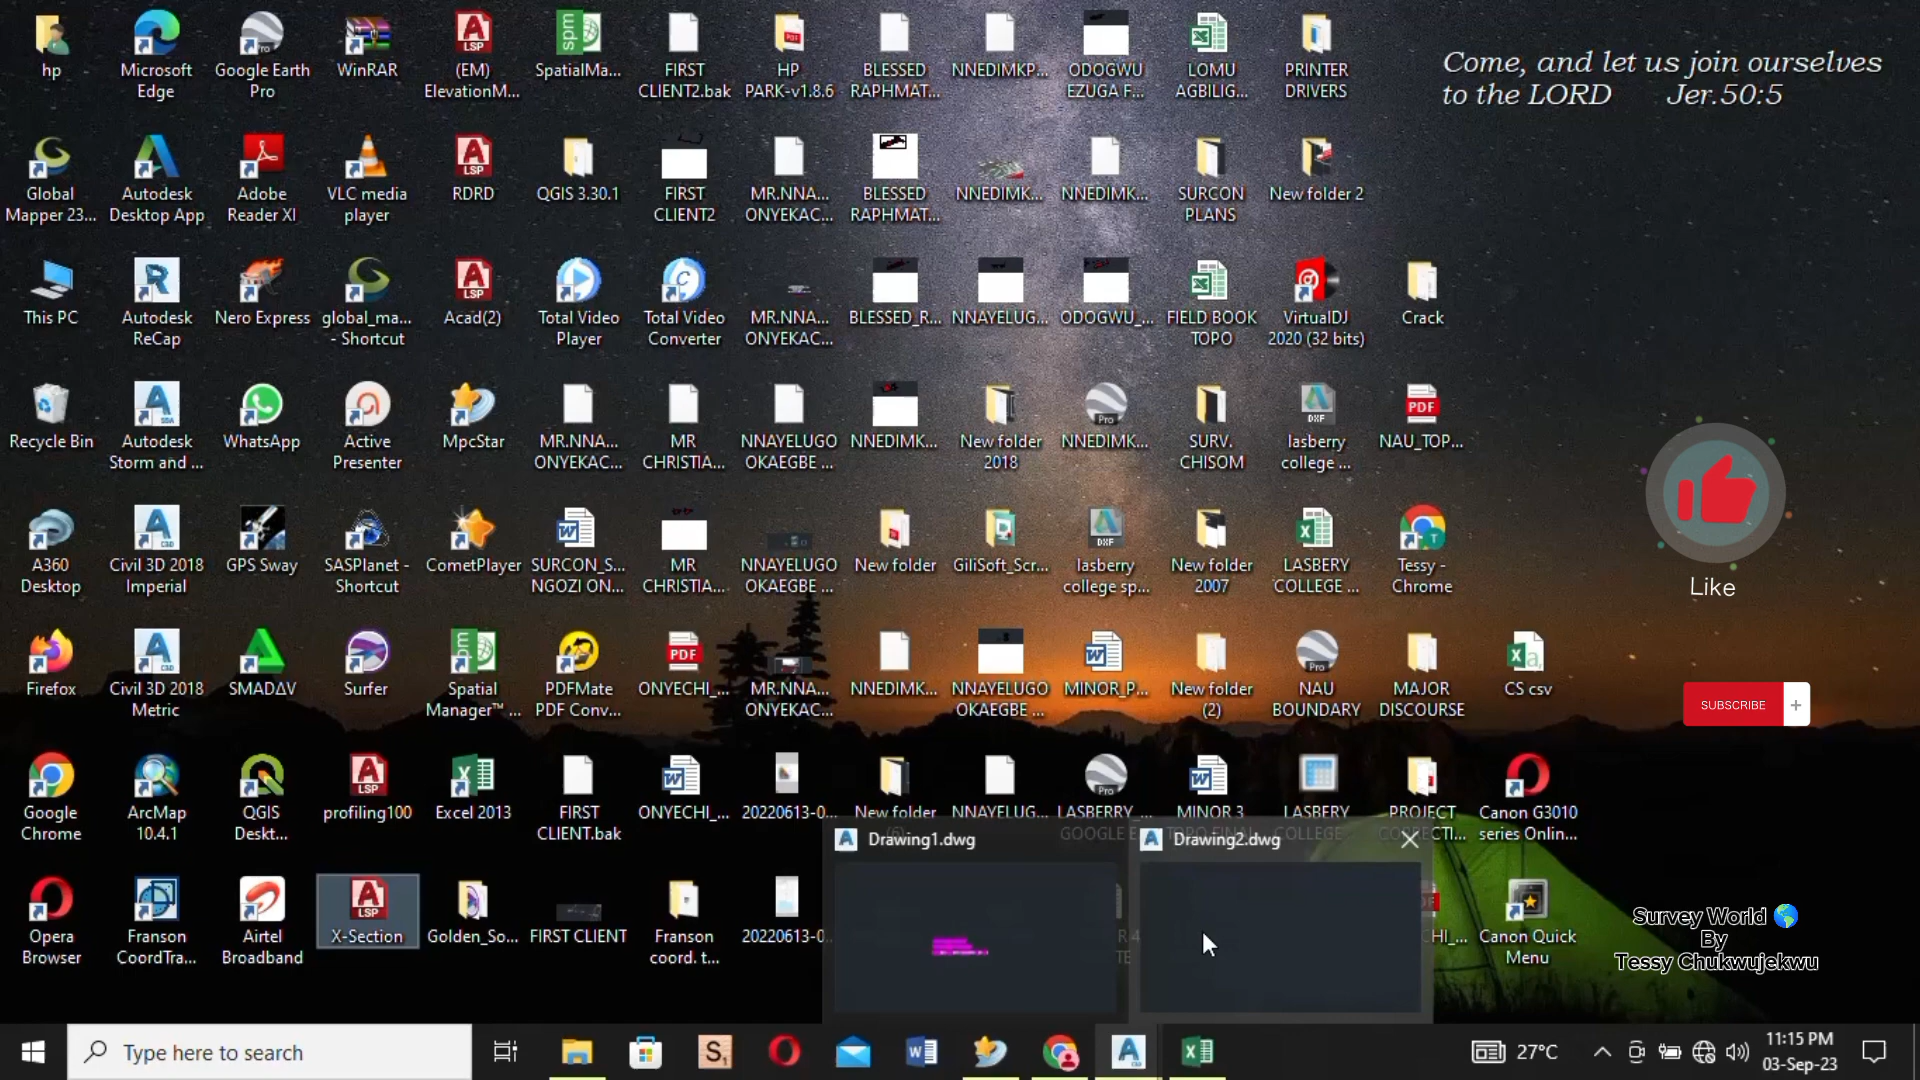 hp
Microsoft
Edge
Google Earth
Pro
WinRAR
(EM)
ElevationM...
SpatialMa...
FIRST
CLIENT2.bak
HP
PARK-v1.8.6
BLESSED
RAPHMAT...
NNEDIMKP...
ODOGWU
EZUGA F...
LOMU
AGBILIG...
PRINTER
DRIVERS
Come, and let us join ourselves
to the LORD Jer.50:5
Global
Mapper 23...
Autodesk
Desktop App
Adobe
Reader XI
VLC media
player
RDRD
QGIS 3.30.1
FIRST
CLIENT2
MR.NNA...
ONYEKAC...
BLESSED
RAPHMAT...
NNEDIMK...
NNEDIMK...
SURCON
PLANS
New folder 2
This PC
Autodesk
ReCap
Nero Express
global_ma...
- Shortcut
Acad(2)
Total Video
Player
Total Video
Converter
MR.NNA...
ONYEKAC...
BLESSED_R...
NNAYELUG...
ODOGWU_...
FIELD BOOK
TOPO
VirtualDJ
2020 (32 bits)
Crack
Recycle Bin
Autodesk
Storm and ...
WhatsApp
Active
Presenter
MpcStar
MR.NNA...
ONYEKAC...
MR
CHRISTIA...
NNAYELUGO
OKAEGBE ...
NNEDIMK...
New folder
2018
NNEDIMK...
SURV.
CHISOM
lasberry
college ...
NAU_TOP...
Like
A360
Desktop
Civil 3D 2018
Imperial
GPS Sway
SASPlanet -
Shortcut
CometPlayer
SURCON_S...
NGOZI ON...
MR
CHRISTIA...
NNAYELUGO
OKAEGBE ...
New folder
GiliSoft_Scr...
lasberry
college sp...
New folder
2007
LASBERY
COLLEGE ...
Tessy -
Chrome
Firefox
Civil 3D 2018
Metric
SMADΔV
Surfer
Spatial
Manager™ ...
PDFMate
PDF Conv...
ONYECHI_...
MR.NNA...
ONYEKAC...
NNEDIMK...
NNAYELUGO
OKAEGBE ...
MINOR_P...
New folder
(2)
NAU
BOUNDARY
MAJOR
DISCOURSE
CS csv
SUBSCRIBE +
Google
Chrome
ArcMap
10.4.1
QGIS
Deskt...
profiling100
Excel 2013
FIRST
CLIENT.bak
ONYECHI_...
20220613-0...
New folder
NNAYELUG...
LASBERRY_...
GOOGLE E
MINOR 3
LASBERY
COLLEGE
PROJECT
Canon G3010
series Onlin...
Drawing1.dwg
Drawing2.dwg
Opera
Browser
Franson
CoordTra...
Airtel
Broadband
X-Section
Golden_So...
FIRST CLIENT
Franson
coord. t...
20220613-0...
Canon Quick
Menu
Survey World
By
Tessy Chukwujekwu
Type here to search
27°C
11:15 PM
03-Sep-23